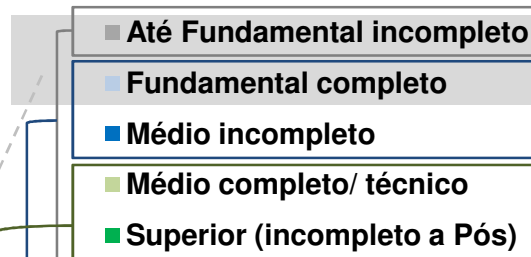 Até Fundamental incompleto
Fundamental completo
Médio incompleto
Médio completo/ técnico
Superior (incompleto a Pós)